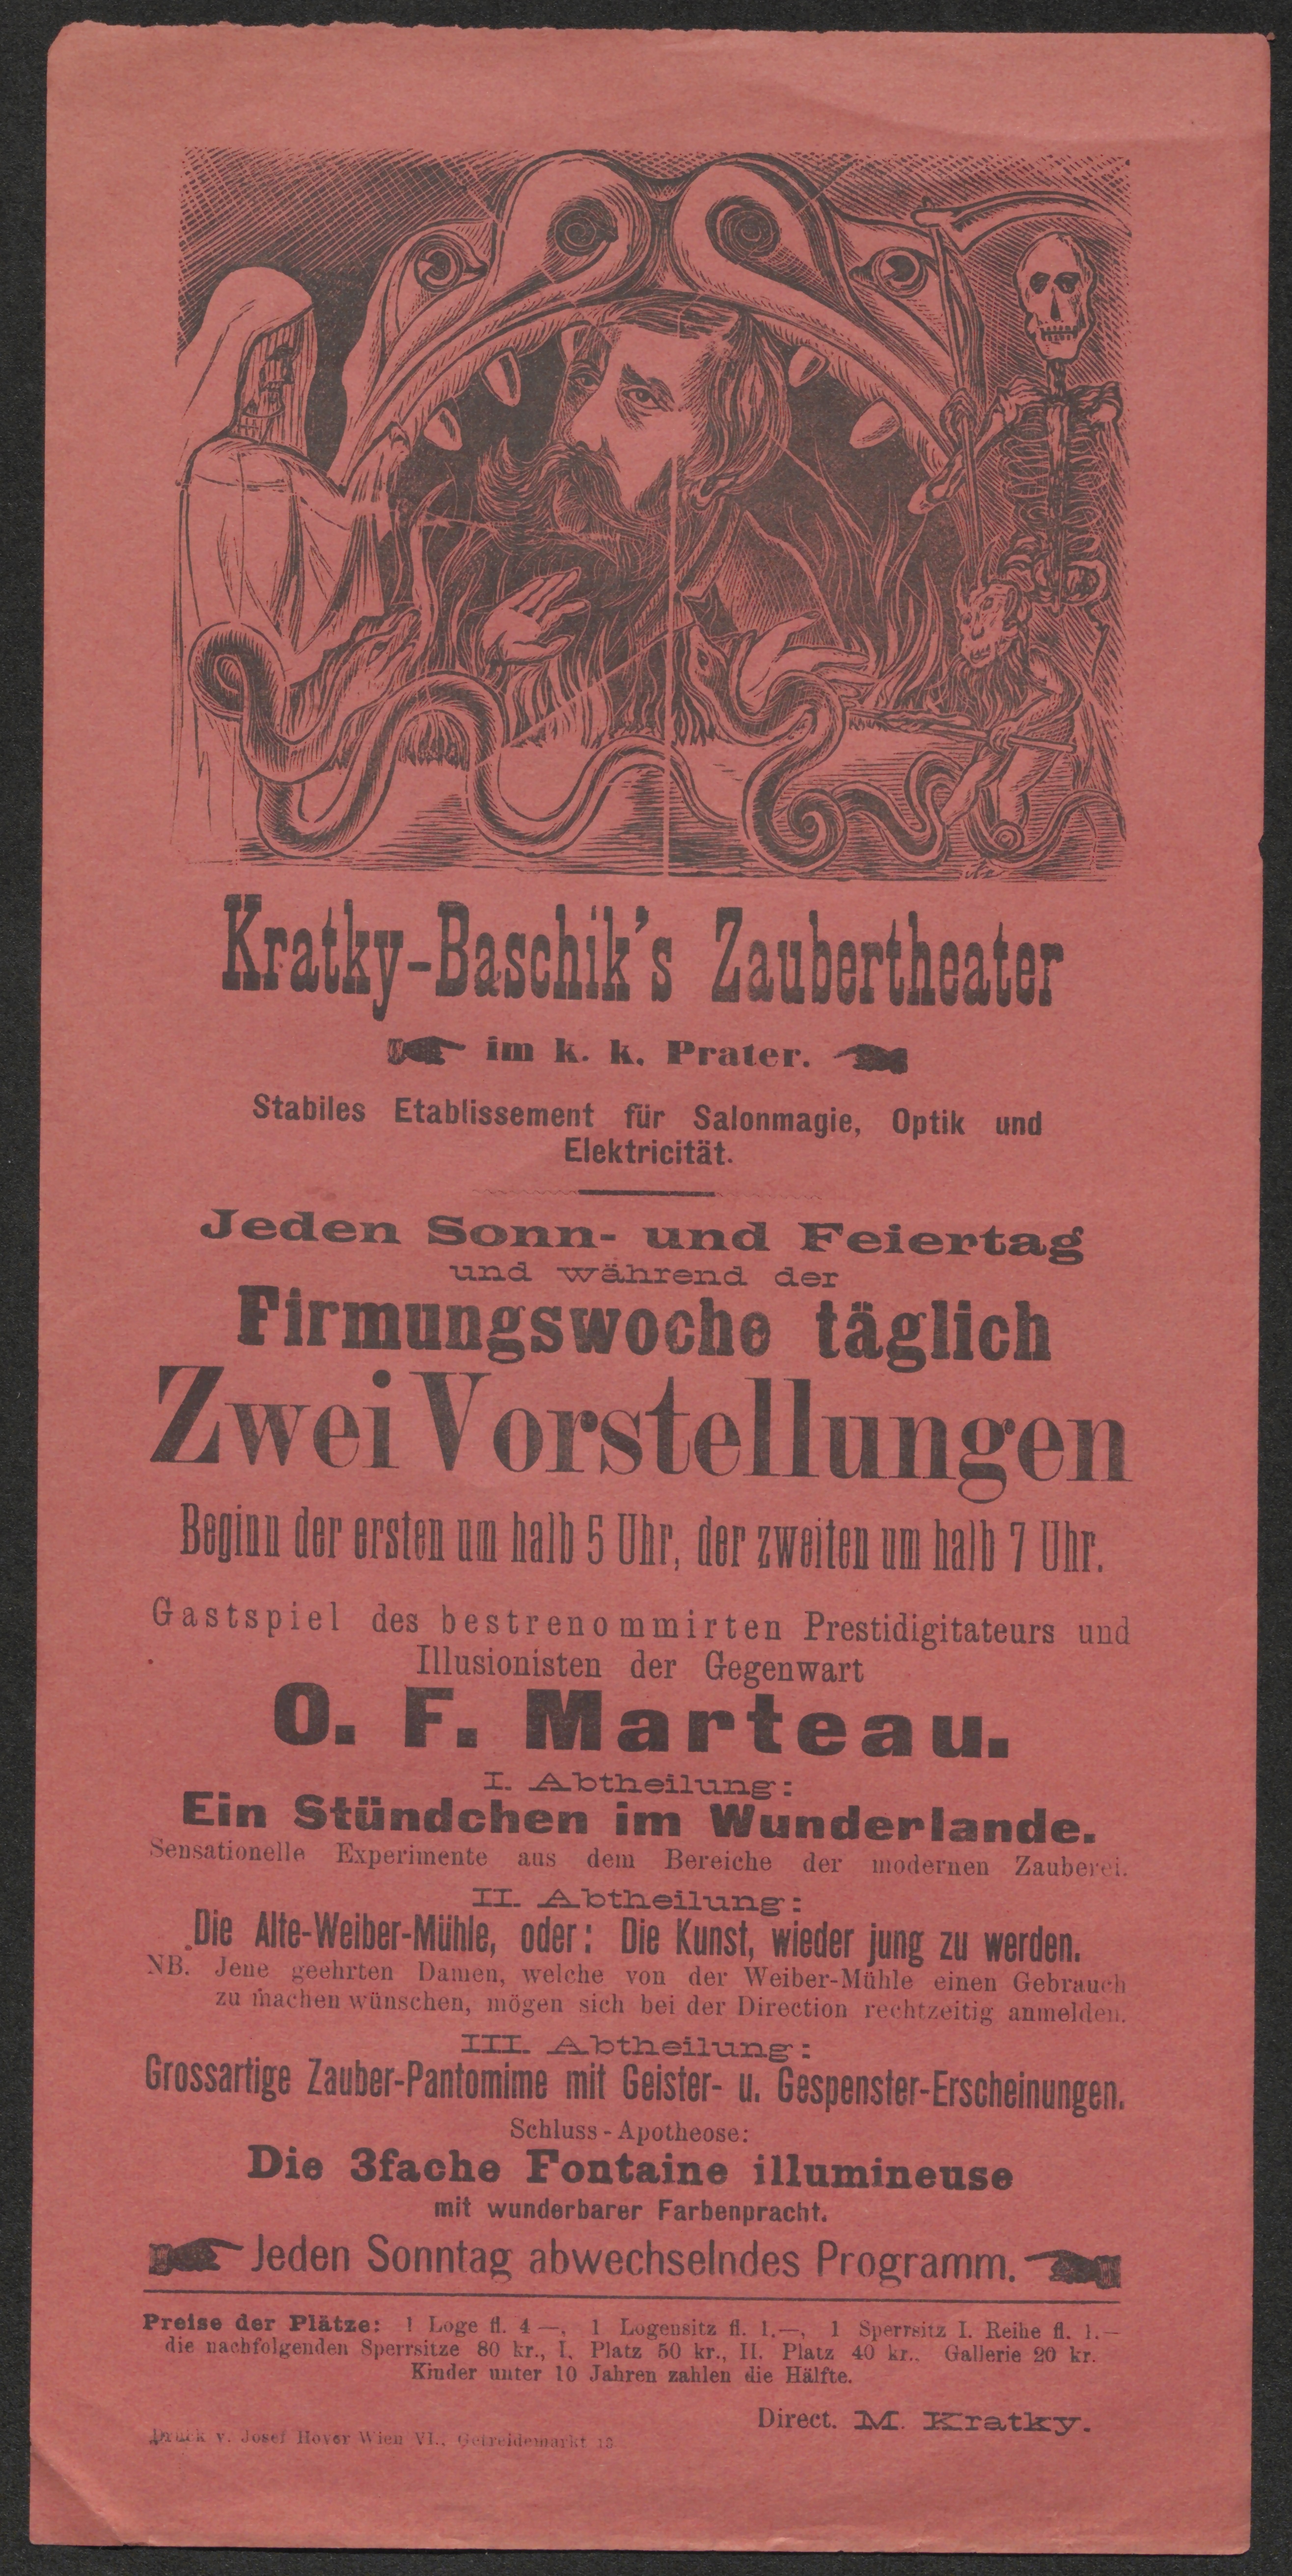 Kratky-Baschik's Zaubertheater
im k. k. Prater.
Stabiles Etablissement für Salonmagie, Optik und
Elektricität.
Jeden Sonn- und Feiertag
und während der
Firmungswoche täglich
Zwei Vorstellungen
Beginn der ersten um halb 5 Uhr, der zweiten um halb 7 Uhr.
Gastspiel des bestrenommirten Prestidigitateurs und
Illusionisten der Gegenwart
O. F. Marteau.
I. Abtheilung:
Ein Stündchen im Wunderlande.
Sensationelle Experimente aus dem Bereiche der modernen Zauberei.
II. Abtheilung:
Die Alte-Weiber-Mühle, oder: Die Kunst, wieder jung zu werden.
NB. Jene geehrten Damen, welche von der Weiber-Mühle einen Gebrauch
zu machen wünschen, mögen sich bei der Direction rechtzeitig anmelden.
III. Abtheilung:
Grossartige Zauber-Pantomime mit Geister- u. Gespenster-Erscheinungen.
Schluss-Apotheose:
Die 3fache Fontaine illumineuse
mit wunderbarer Farbenpracht.
Jeden Sonntag abwechselndes Programm.
Preise der Plätze: 1 Loge fl. 4 —, 1 Logensitz fl. 1.—, 1 Sperrsitz I. Reihe fl. 1.—
die nachfolgenden Sperrsitze 80 kr., I. Platz 50 kr., II. Platz 40 kr., Gallerie 20 kr.
Kinder unter 10 Jahren zahlen die Hälfte.
Direct. M. Kratky.
Druck v. Josef Hover Wien VI., Getreidemarkt